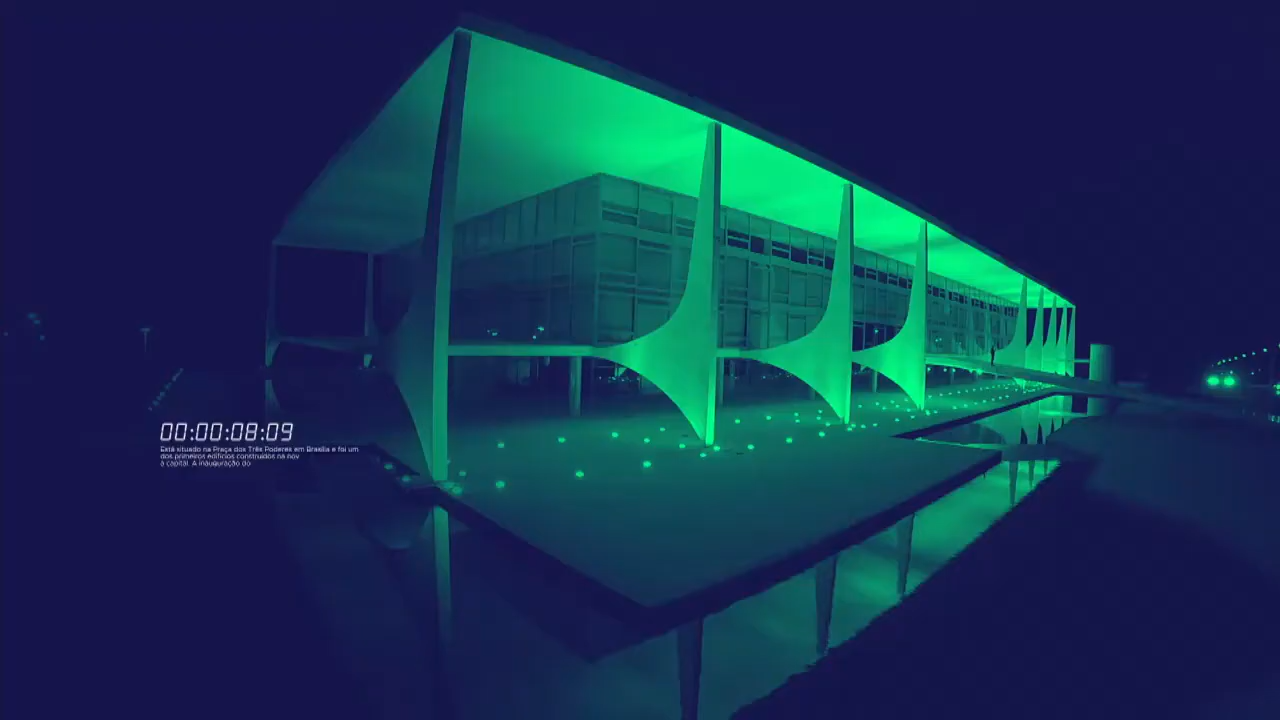 00:00:08:09
Está situado na Praça dos Três Poderes em Brasília e foi um
dos primeiros edifícios construídos na nov
a capital. A inauguração do